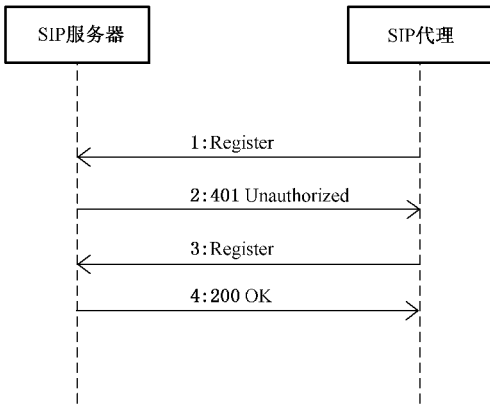 SIP服务器
SIP代理
1:Register
2:401 Unauthorized
3:Register
4:200 OK